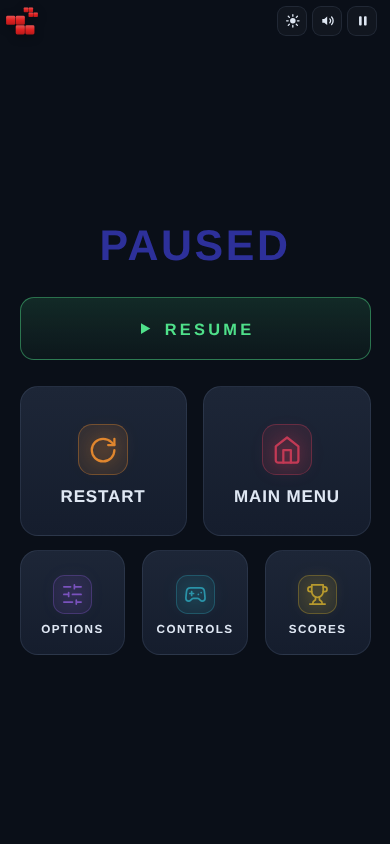 PAUSED
RESUME
RESTART
MAIN MENU
OPTIONS
CONTROLS
SCORES